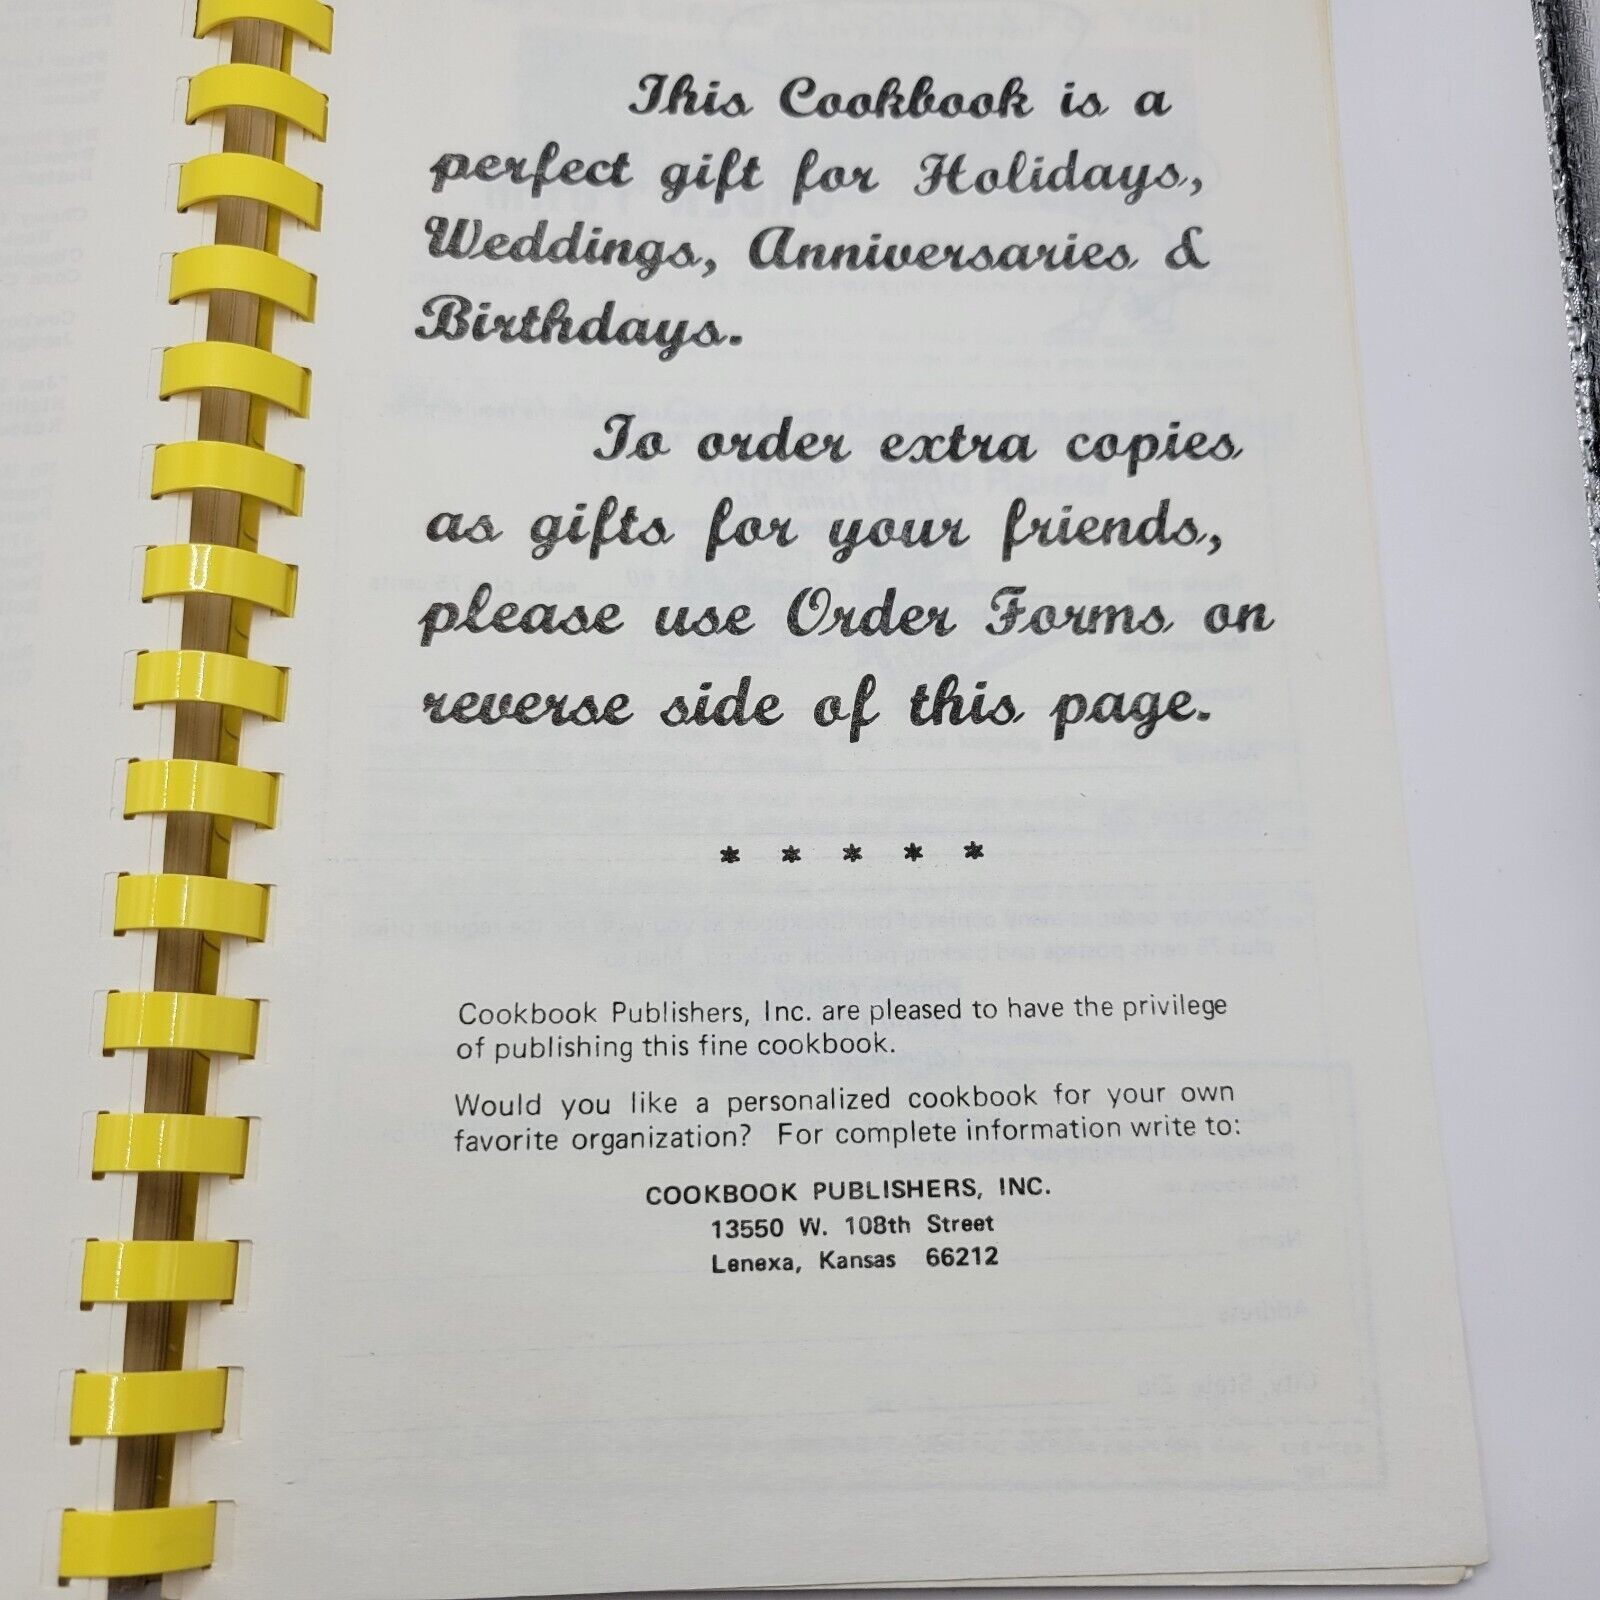 This Cookbook is a
perfect gift for Holidays,
Weddings, Anniversaries &
Birthdays.
To order extra copies
as gifts for your friends,
please use Order Forms on
reverse side of this page.
* * * * *
Cookbook Publishers, Inc. are pleased to have the privilege
of publishing this fine cookbook.
Would you like a personalized cookbook for your own
favorite organization? For complete information write to:
COOKBOOK PUBLISHERS, INC.
13550 W. 108th Street
Lenexa, Kansas 66212